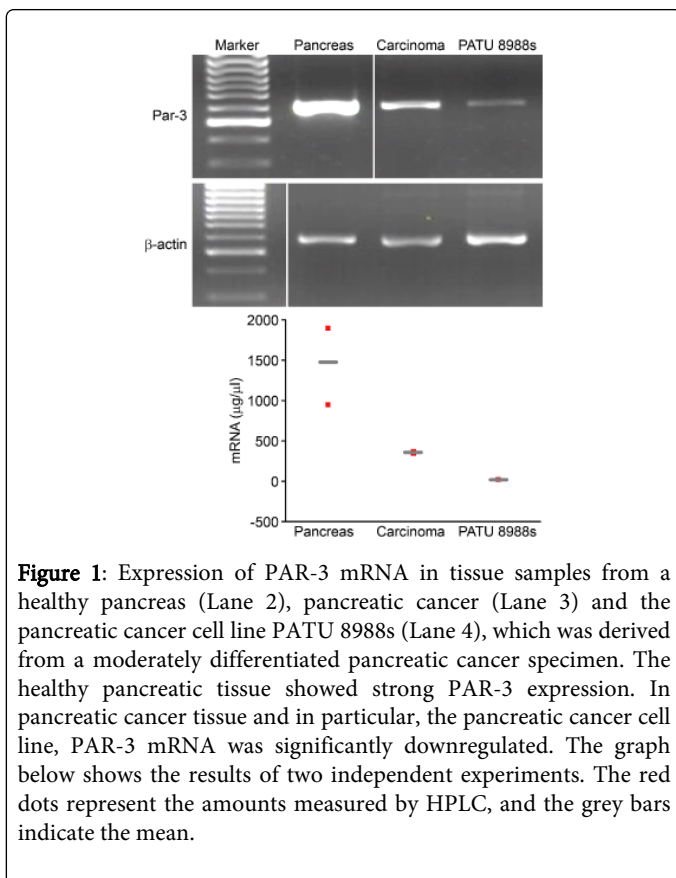 Marker Pancreas Carcinoma PATU 8988s
Par-3
β-actin
2000
1500
1000
500
0
-500
mRNA (µg/µl)
Pancreas Carcinoma PATU 8988s
Figure 1: Expression of PAR-3 mRNA in tissue samples from a
healthy pancreas (Lane 2), pancreatic cancer (Lane 3) and the
pancreatic cancer cell line PATU 8988s (Lane 4), which was derived
from a moderately differentiated pancreatic cancer specimen. The
healthy pancreatic tissue showed strong PAR-3 expression. In
pancreatic cancer tissue and in particular, the pancreatic cancer cell
line, PAR-3 mRNA was significantly downregulated. The graph
below shows the results of two independent experiments. The red
dots represent the amounts measured by HPLC, and the grey bars
indicate the mean.